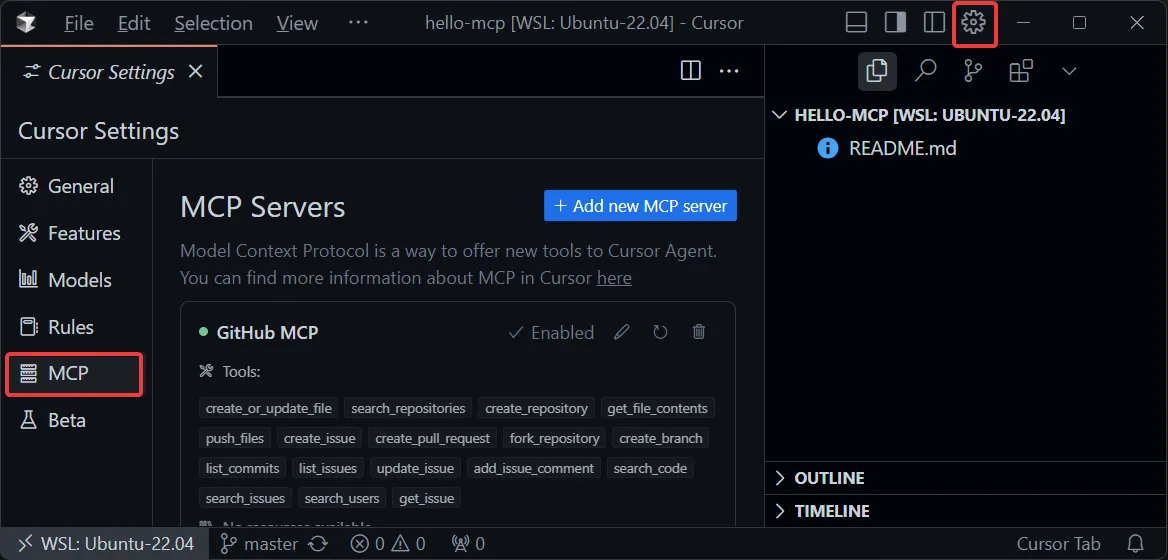 File Edit Selection View ··· hello-mcp [WSL: Ubuntu-22.04] - Cursor
Cursor Settings
HELLO-MCP [WSL: UBUNTU-22.04]
README.md
Cursor Settings
General
Features
Models
Rules
MCP
Beta
MCP Servers
+ Add new MCP server
Model Context Protocol is a way to offer new tools to Cursor Agent.
You can find more information about MCP in Cursor here
GitHub MCP
Enabled
Tools:
create_or_update_file search_repositories create_repository get_file_contents
push_files create_issue create_pull_request fork_repository create_branch
list_commits list_issues update_issue add_issue_comment search_code
search_issues search_users get_issue
No resources available
OUTLINE
TIMELINE
WSL: Ubuntu-22.04 master 0 0 0 Cursor Tab